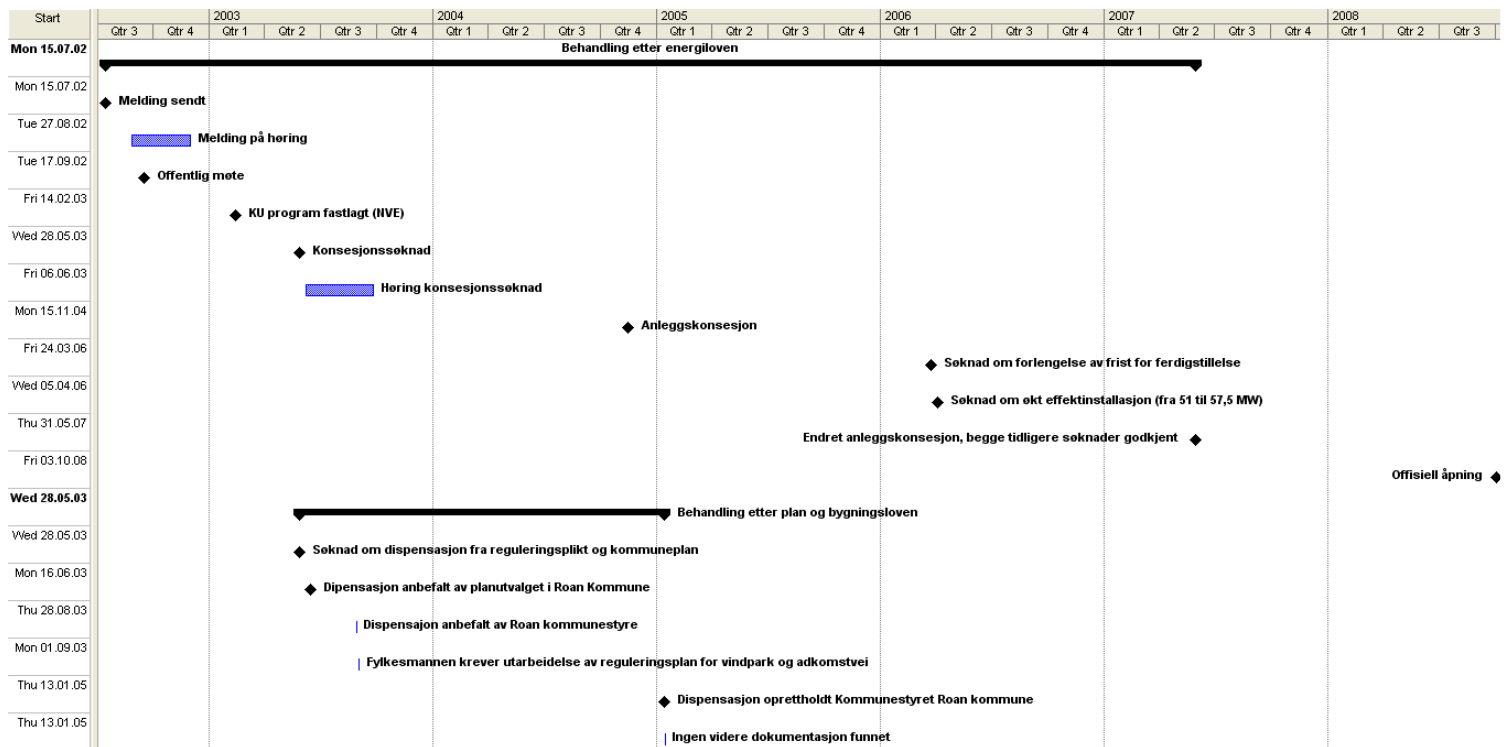 Start
2003 2004 2005 2006 2007 2008
Qtr 3 Qtr 4 Qtr 1 Qtr 2 Qtr 3 Qtr 4 Qtr 1 Qtr 2 Qtr 3 Qtr 4 Qtr 1 Qtr 2 Qtr 3 Qtr 4 Qtr 1 Qtr 2 Qtr 3 Qtr 4 Qtr 1 Qtr 2 Qtr 3 Qtr 4 Qtr 1 Qtr 2 Qtr 3
Mon 15.07.02 Behandling etter energiloven
Mon 15.07.02 Melding sendt
Tue 27.08.02 Melding på høring
Tue 17.09.02 Offentlig møte
Fri 14.02.03 KU program fastlagt (NVE)
Wed 28.05.03 Konsesjonssøknad
Fri 06.06.03 Høring konsesjonssøknad
Mon 15.11.04 Anleggskonsesjon
Fri 24.03.06 Søknad om forlengelse av frist for ferdigstillelse
Wed 05.04.06 Søknad om økt effektinstallasjon (fra 51 til 57,5 MW)
Thu 31.05.07 Endret anleggskonsesjon, begge tidligere søknader godkjent
Fri 03.10.08 Offisiell åpning
Wed 28.05.03 Behandling etter plan og bygningsloven
Wed 28.05.03 Søknad om dispensasjon fra reguleringsplikt og kommuneplan
Mon 16.06.03 Dipensasjon anbefalt av planutvalget i Roan Kommune
Thu 28.08.03 Dispensajon anbefalt av Roan kommunestyre
Mon 01.09.03 Fylkesmannen krever utarbeidelse av reguleringsplan for vindpark og adkomstvei
Thu 13.01.05 Dispensasjon oprettholdt Kommunestyret Roan kommune
Thu 13.01.05 Ingen videre dokumentasjon funnet